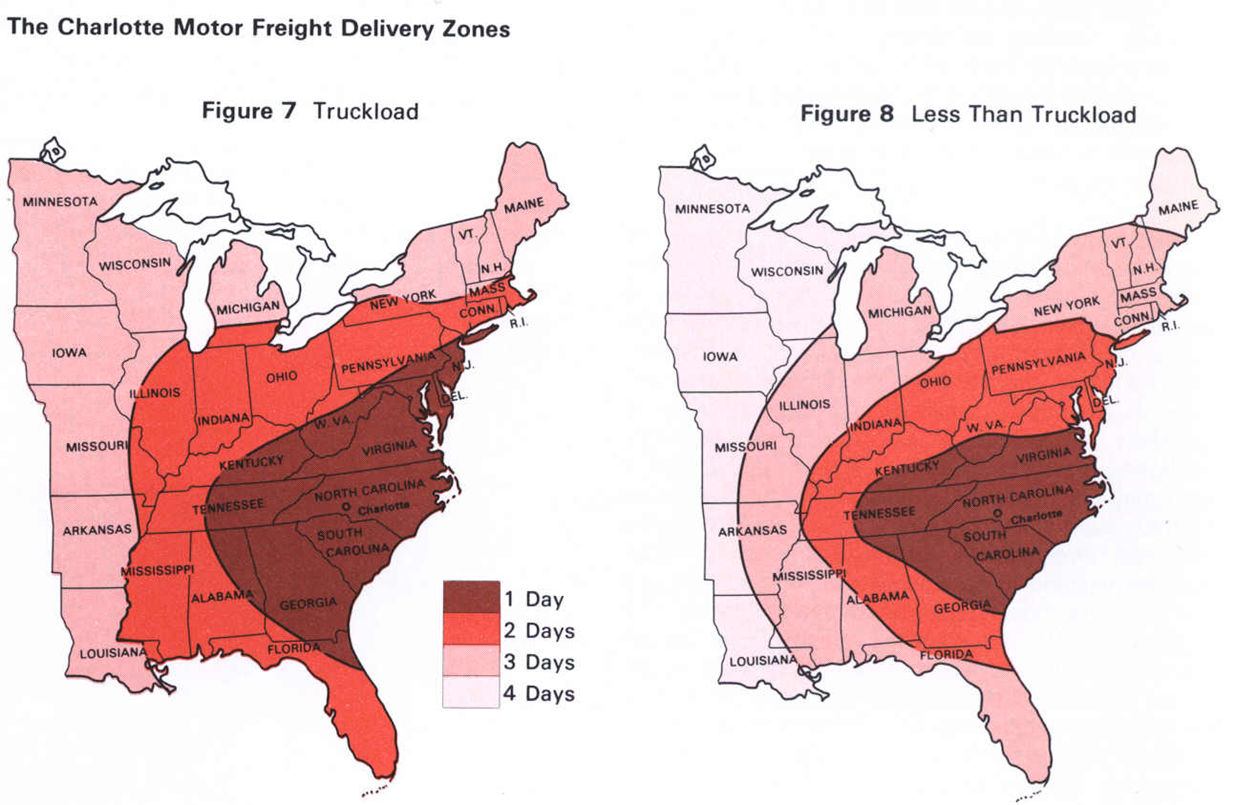 The Charlotte Motor Freight Delivery Zones
Figure 7 Truckload
MINNESOTA
MAINE
VT.
WISCONSIN
N.H.
MICHIGAN
NEW YORK
MASS
CONN.
R.I.
IOWA
PENNSYLVANIA
N.J.
OHIO
ILLINOIS
DEL.
INDIANA
W. VA.
MISSOURI
VIRGINIA
KENTUCKY
NORTH CAROLINA
TENNESSEE
Charlotte
ARKANSAS
SOUTH
CAROLINA
MISSISSIPPI
ALABAMA
GEORGIA
LOUISIANA
FLORIDA
1 Day
2 Days
3 Days
4 Days
Figure 8 Less Than Truckload
MINNESOTA
MAINE
VT.
WISCONSIN
N.H.
MASS
NEW YORK
MICHIGAN
CONN.
R.I.
IOWA
PENNSYLVANIA
N.J.
OHIO
ILLINOIS
DEL.
INDIANA
W. VA.
MISSOURI
VIRGINIA
KENTUCKY
NORTH CAROLINA
TENNESSEE
Charlotte
ARKANSAS
SOUTH
CAROLINA
MISSISSIPPI
ALABAMA
GEORGIA
LOUISIANA
FLORIDA